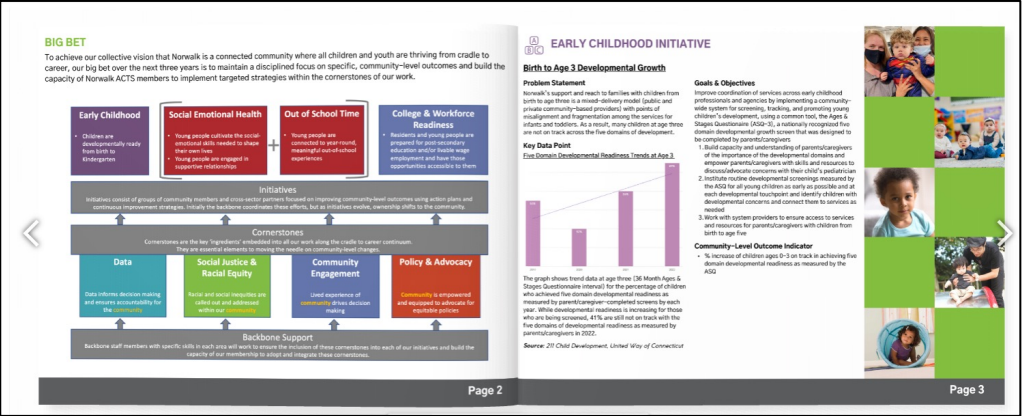 BIG BET
To achieve our collective vision that Norwalk is a connected community where all children and youth are thriving from cradle to
career, our big bet over the next three years is to maintain a disciplined focus on specific, community-level outcomes and build the
capacity of Norwalk ACTS members to implement targeted strategies within the cornerstones of our work.
Early Childhood
• Children are
developmentally ready
from birth to
Kindergarten
Social Emotional Health
• Young people cultivate the social-
emotional skills needed to shape
their own lives
• Young people are engaged in
supportive relationships
+
Out of School Time
• Young people are
connected to year-round,
meaningful out-of-school
experiences
College & Workforce
Readiness
• Residents and young people are
prepared for post-secondary
education and/or livable wage
employment and have those
opportunities accessible to them
Initiatives
Initiatives consist of groups of community members and cross-sector partners focused on improving community-level outcomes using action plans and
continuous improvement strategies. Initially the backbone coordinates these efforts, but as initiatives evolve, ownership shifts to the community.
Cornerstones
Cornerstones are the key 'ingredients' embedded into all our work along the cradle to career continuum.
They are essential elements to moving the needle on community-level changes.
Data
Data informs decision making
and ensures accountability for
the community
Social Justice &
Racial Equity
Racial and social inequities are
called out and addressed
within our community
Community
Engagement
Lived experience of
community drives decision
making
Policy & Advocacy
Community is empowered
and equipped to advocate for
equitable policies
Backbone Support
Backbone staff members with specific skills in each area will work to ensure the inclusion of these cornerstones into each of our initiatives and build the
capacity of our membership to adopt and integrate these cornerstones.
Page 2
A
B C
EARLY CHILDHOOD INITIATIVE
Birth to Age 3 Developmental Growth
Problem Statement
Norwalk's support and reach to families with children from
birth to age three is a mixed-delivery model (public and
private community-based providers) with points of
misalignment and fragmentation among the services for
infants and toddlers. As a result, many children at age three
are not on track across the five domains of development.
Key Data Point
Five Domain Developmental Readiness Trends at Age 3
The graph shows trend data at age three (36 Month Ages &
Stages Questionnaire interval) for the percentage of children
who achieved five domain developmental readiness as
measured by parent/caregiver-completed screens by each
year. While developmental readiness is increasing for those
who are being screened, 41% are still not on track with the
five domains of developmental readiness as measured by
parents/caregivers in 2022.
Source: 211 Child Development, United Way of Connecticut
Goals & Objectives
Improve coordination of services across early childhood
professionals and agencies by implementing a community-
wide system for screening, tracking, and promoting young
children's development, using a common tool, the Ages &
Stages Questionaire (ASQ-3), a nationally recognized five
domain developmental growth screen that was designed to
be completed by parents/caregivers
1. Build capacity and understanding of parents/caregivers
of the importance of the developmental domains and
empower parents/caregivers with skills and resources to
discuss/advocate concerns with their child's pediatrician
2. Institute routine developmental screenings measured by
the ASQ for all young children as early as possible and at
each developmental touchpoint and identify children with
developmental concerns and connect them to services as
needed
3. Work with system providers to ensure access to services
and resources for parents/caregivers with children from
birth to age five
Community-Level Outcome Indicator
• % increase of children ages 0-3 on track in achieving five
domain developmental readiness as measured by the
ASQ
Page 3